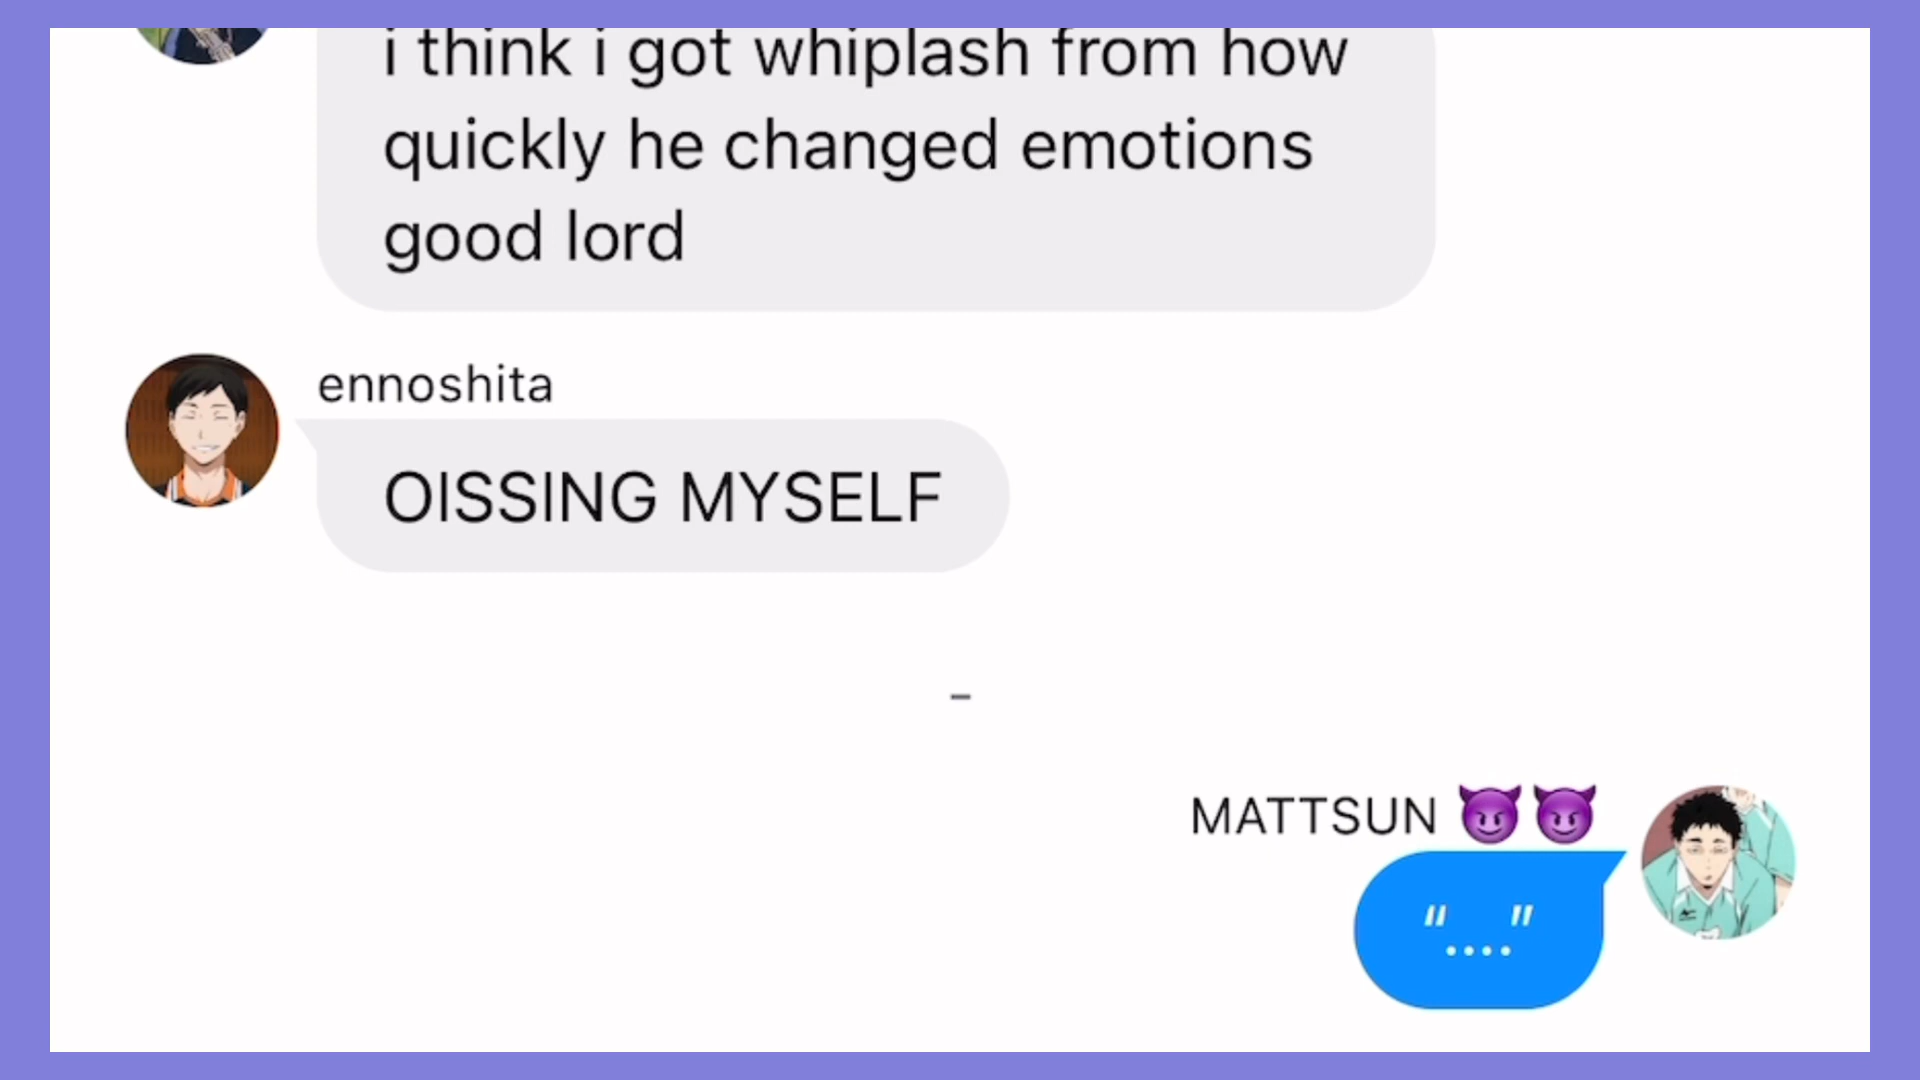 i think i got whiplash from how
quickly he changed emotions
good lord
ennoshita
OISSING MYSELF
-
MATTSUN 😈😈
“....”